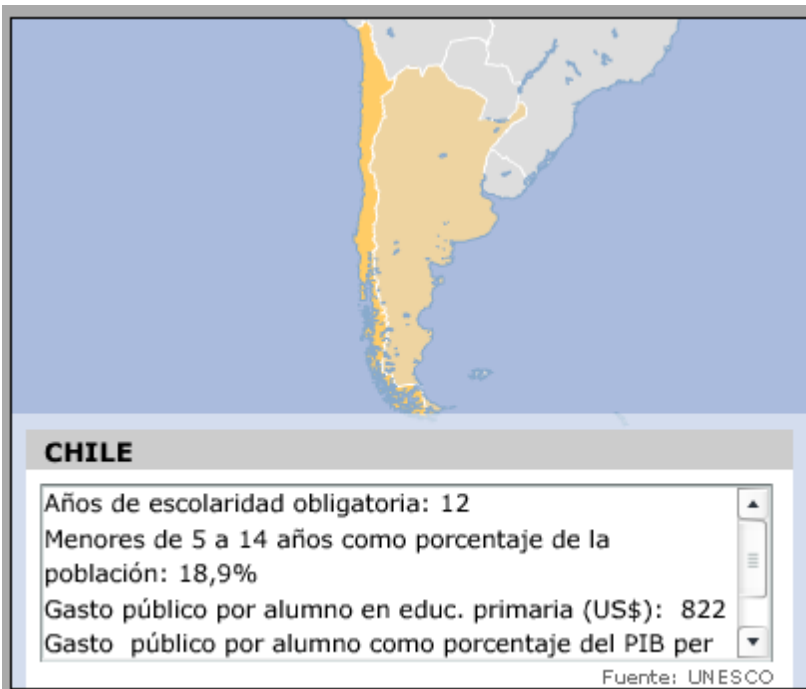 CHILE
Años de escolaridad obligatoria: 12
Menores de 5 a 14 años como porcentaje de la
población: 18,9%
Gasto público por alumno en educ. primaria (US$): 822
Gasto público por alumno como porcentaje del PIB per
Fuente: UNESCO